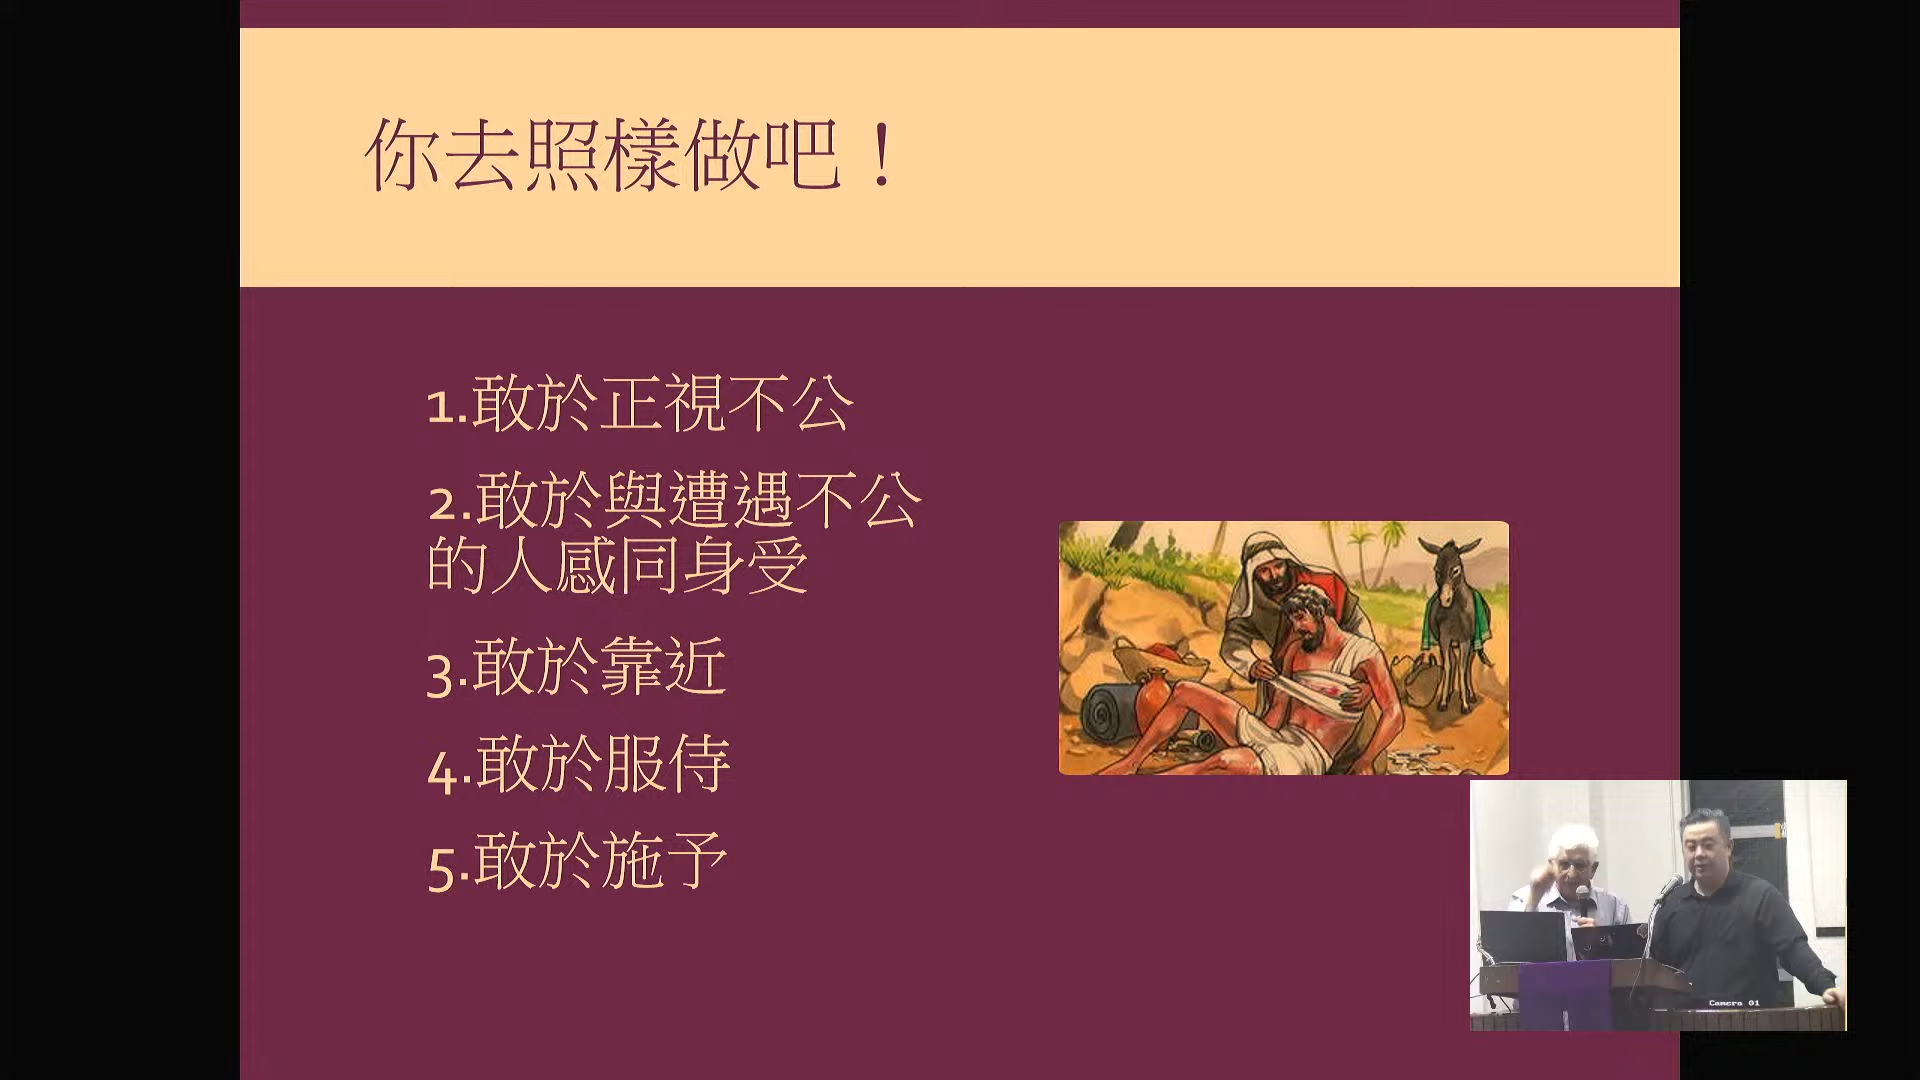 你去照樣做吧！
1.敢於正視不公
2.敢於與遭遇不公
的人感同身受
3.敢於靠近
4.敢於服侍
5.敢於施予
Camera 01